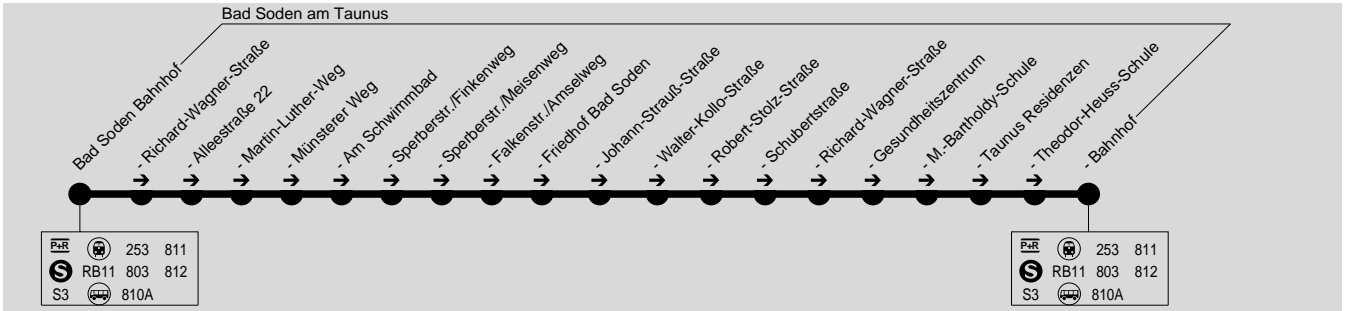 Bad Soden am Taunus
Bad Soden Bahnhof
- Richard-Wagner-Straße
- Alleestraße 22
- Martin-Luther-Weg
- Münsterer Weg
- Am Schwimmbad
- Sperberstr./Finkenweg
- Sperberstr./Meisenweg
- Falkenstr./Amselweg
- Friedhof Bad Soden
- Johann-Strauß-Straße
- Walter-Kollo-Straße
- Robert-Stolz-Straße
- Schubertstraße
- Richard-Wagner-Straße
- Gesundheitszentrum
- M.-Bartholdy-Schule
- Taunus Residenzen
- Theodor-Heuss-Schule
- Bahnhof
P+R 253 811
S RB11 803 812
S3 810A
P+R 253 811
S RB11 803 812
S3 810A